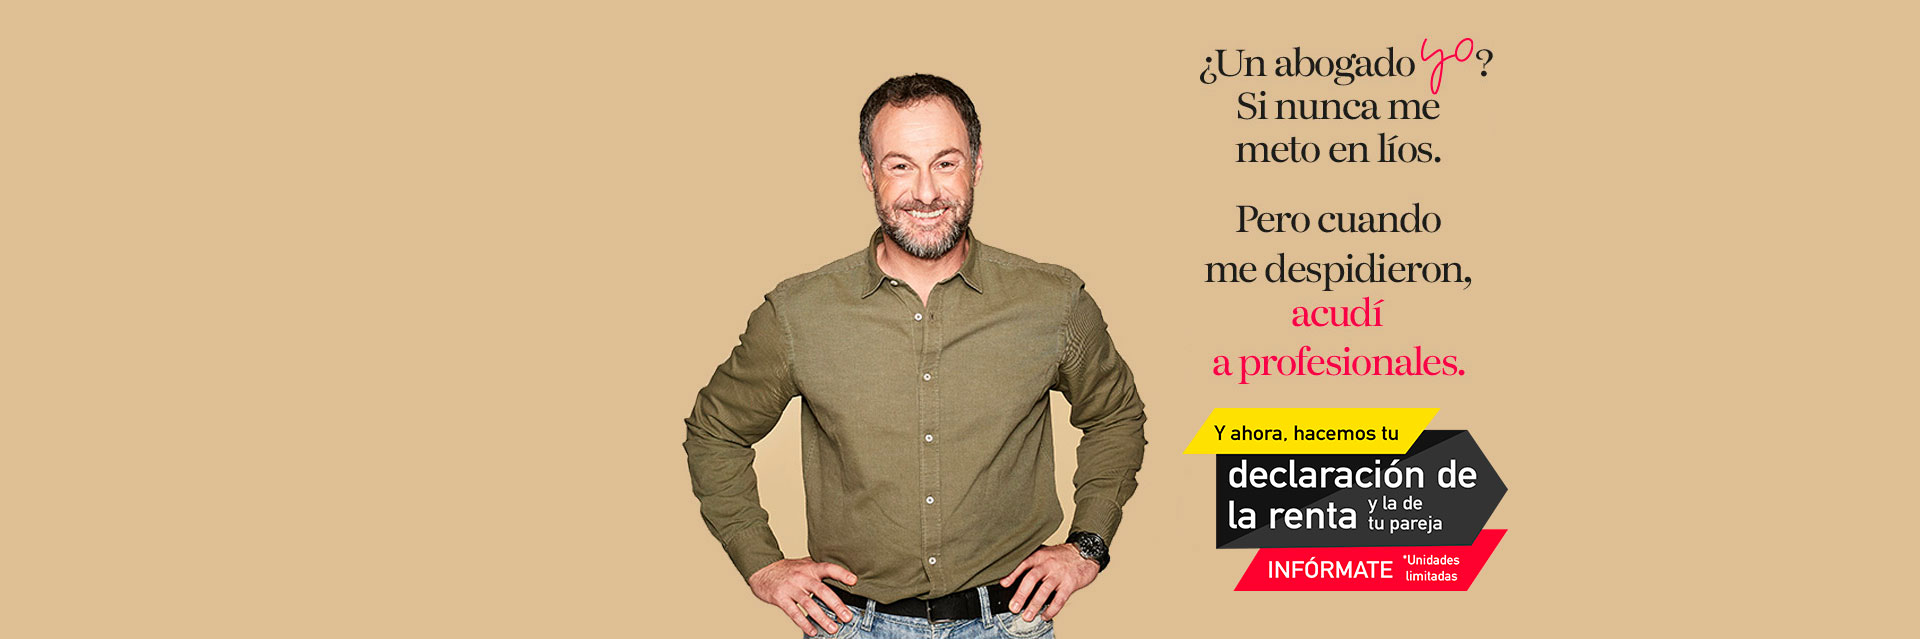 ¿Un abogado yo?
Si nunca me
meto en líos.
Pero cuando
me despidieron,
acudí
a profesionales.
Y ahora, hacemos tu
declaración de
la renta y la de
tu pareja
INFÓRMATE *Unidades
limitadas